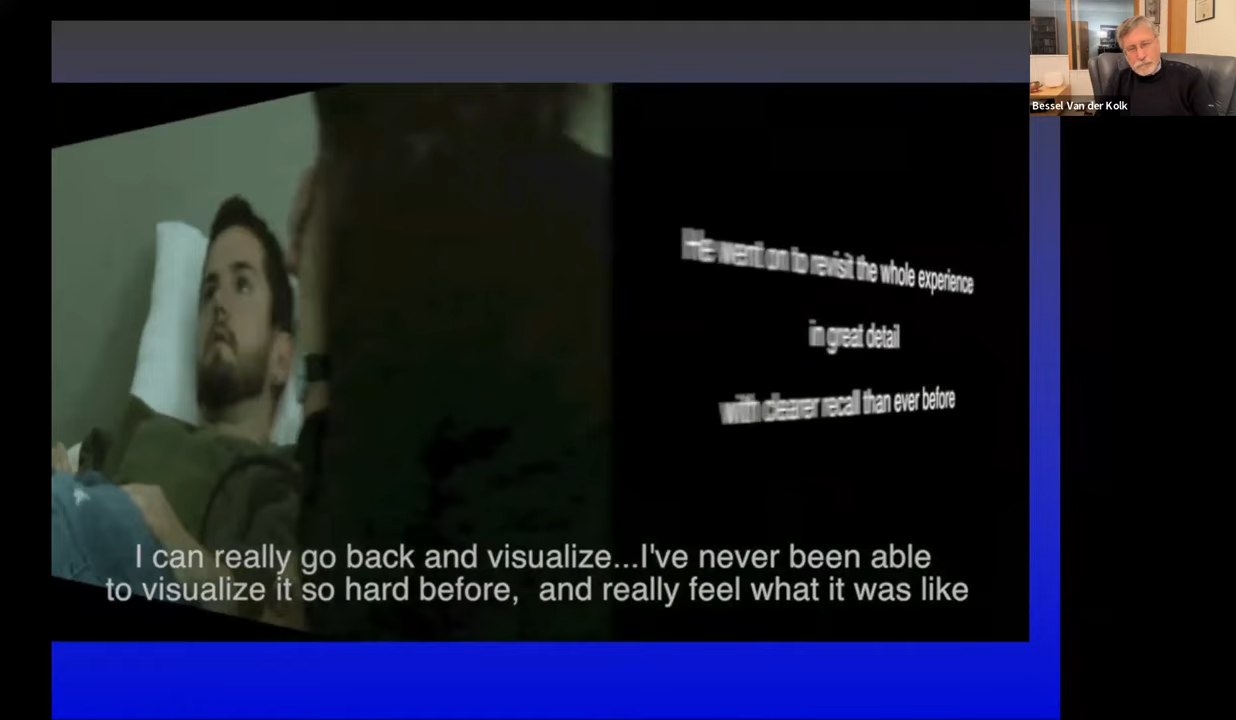 Bessel Van der Kolk
He went on to revisit the whole experience
in great detail
with clearer recall than ever before
I can really go back and visualize...I've never been able
to visualize it so hard before, and really feel what it was like